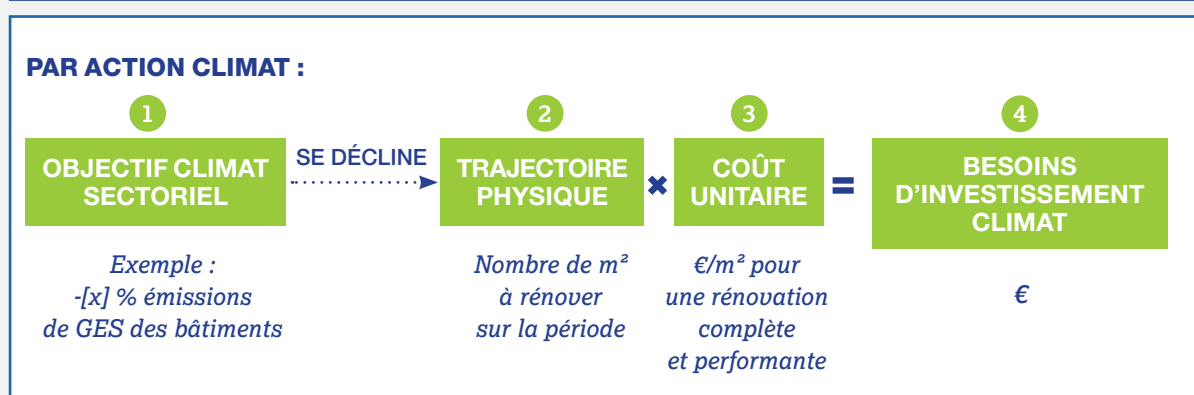 PAR ACTION CLIMAT :
1
OBJECTIF CLIMAT
SECTORIEL
Exemple :
-[x] % émissions
de GES des bâtiments
SE DÉCLINE
2
TRAJECTOIRE
PHYSIQUE
Nombre de m²
à rénover
sur la période
×
3
COÛT
UNITAIRE
€/m² pour
une rénovation
complète
et performante
=
4
BESOINS
D'INVESTISSEMENT
CLIMAT
€